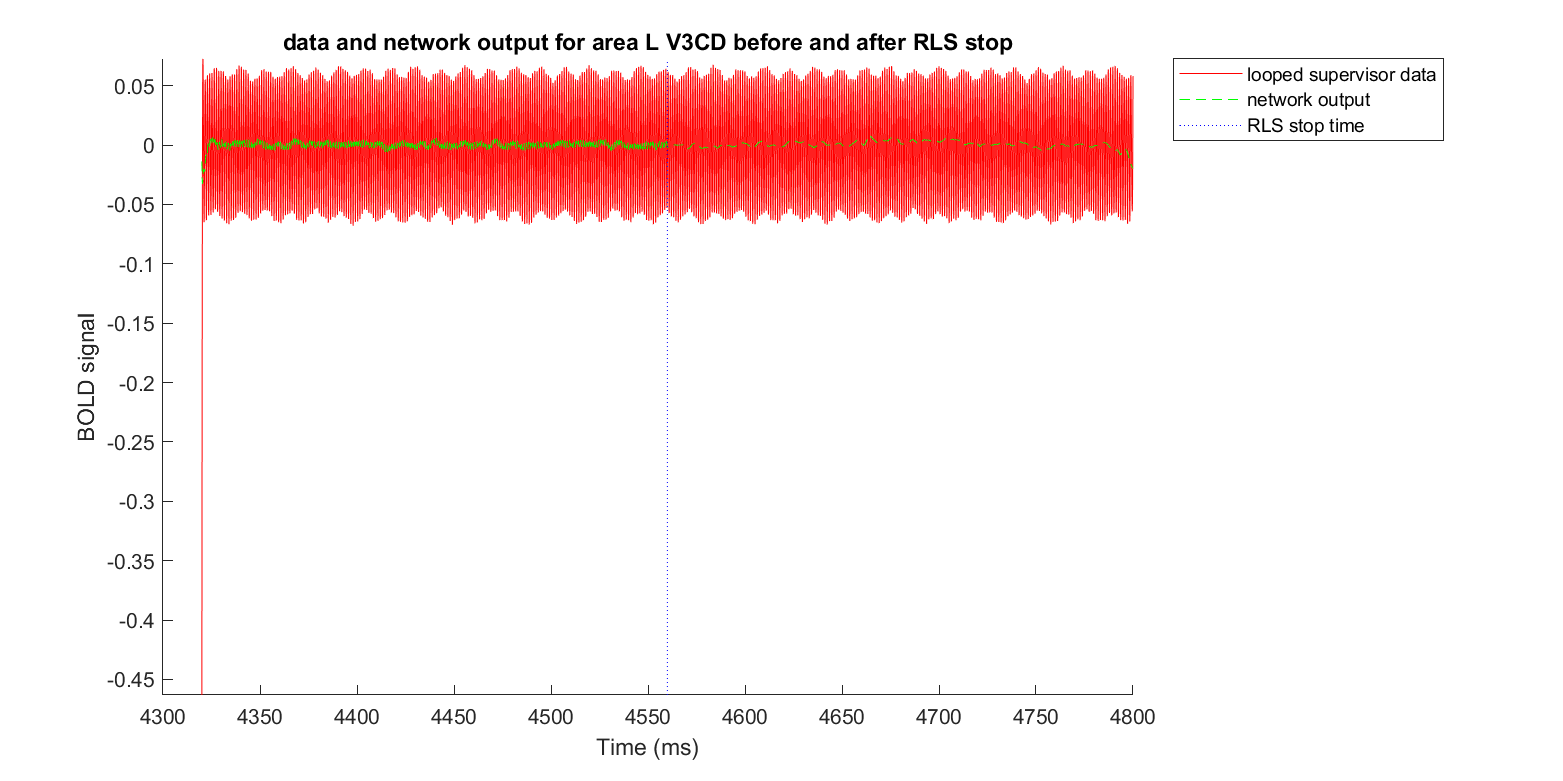 data and network output for area L V3CD before and after RLS stop
looped supervisor data
network output
RLS stop time
BOLD signal
0.05
0
-0.05
-0.1
-0.15
-0.2
-0.25
-0.3
-0.35
-0.4
-0.45
4300 4350 4400 4450 4500 4550 4600 4650 4700 4750 4800
Time (ms)